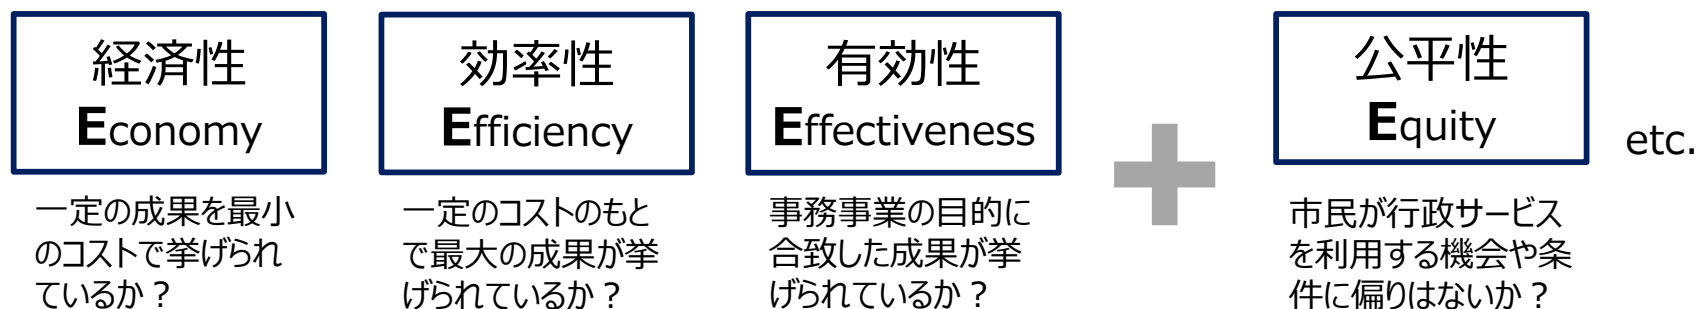 経済性
Economy
一定の成果を最小
のコストで挙げられ
ているか？
効率性
Efficiency
一定のコストのもと
で最大の成果が挙
げられているか？
有効性
Effectiveness
事務事業の目的に
合致した成果が挙
げられているか？
公平性
Equity
市民が行政サービス
を利用する機会や条
件に偏りはないか？
etc.